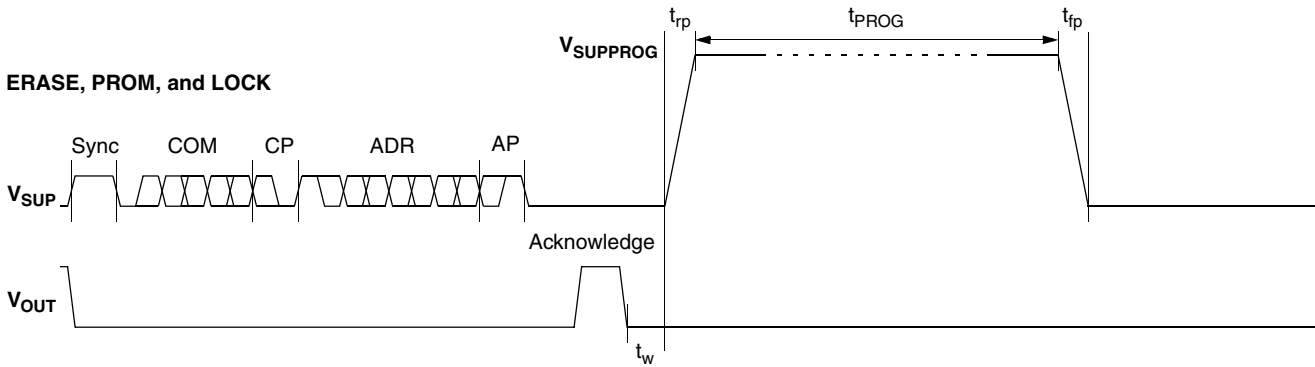 t_rp t_PROG t_fp
V_SUPPROG
ERASE, PROM, and LOCK
Sync COM CP ADR AP
V_SUP
Acknowledge
V_OUT
t_w